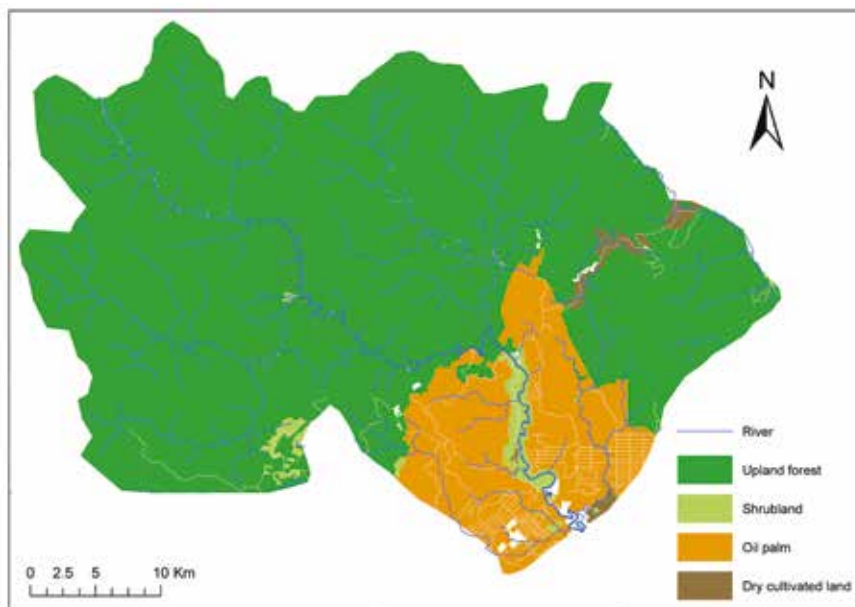 N
River
Upland forest
Shrubland
Oil palm
Dry cultivated land
0 2.5 5 10 Km